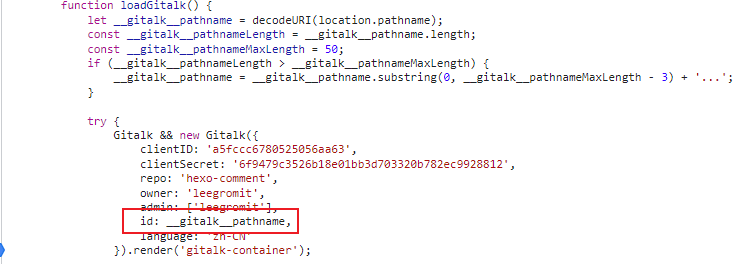 function loadGitalk() {
let __gitalk__pathname = decodeURI(location.pathname);
const __gitalk__pathnameLength = __gitalk__pathname.length;
const __gitalk__pathnameMaxLength = 50;
if (__gitalk__pathnameLength > __gitalk__pathnameMaxLength) {
__gitalk__pathname = __gitalk__pathname.substring(0, __gitalk__pathnameMaxLength - 3) + '...';
}
try {
Gitalk && new Gitalk({
clientID: 'a5fccc6780525056aa63',
clientSecret: '6f9479c3526b18e01bb3d703320b782ec9928812',
repo: 'hexo-comment',
owner: 'leegromit',
admin: ['leegromit'],
id: __gitalk__pathname,
language: 'zh-CN'
}).render('gitalk-container');